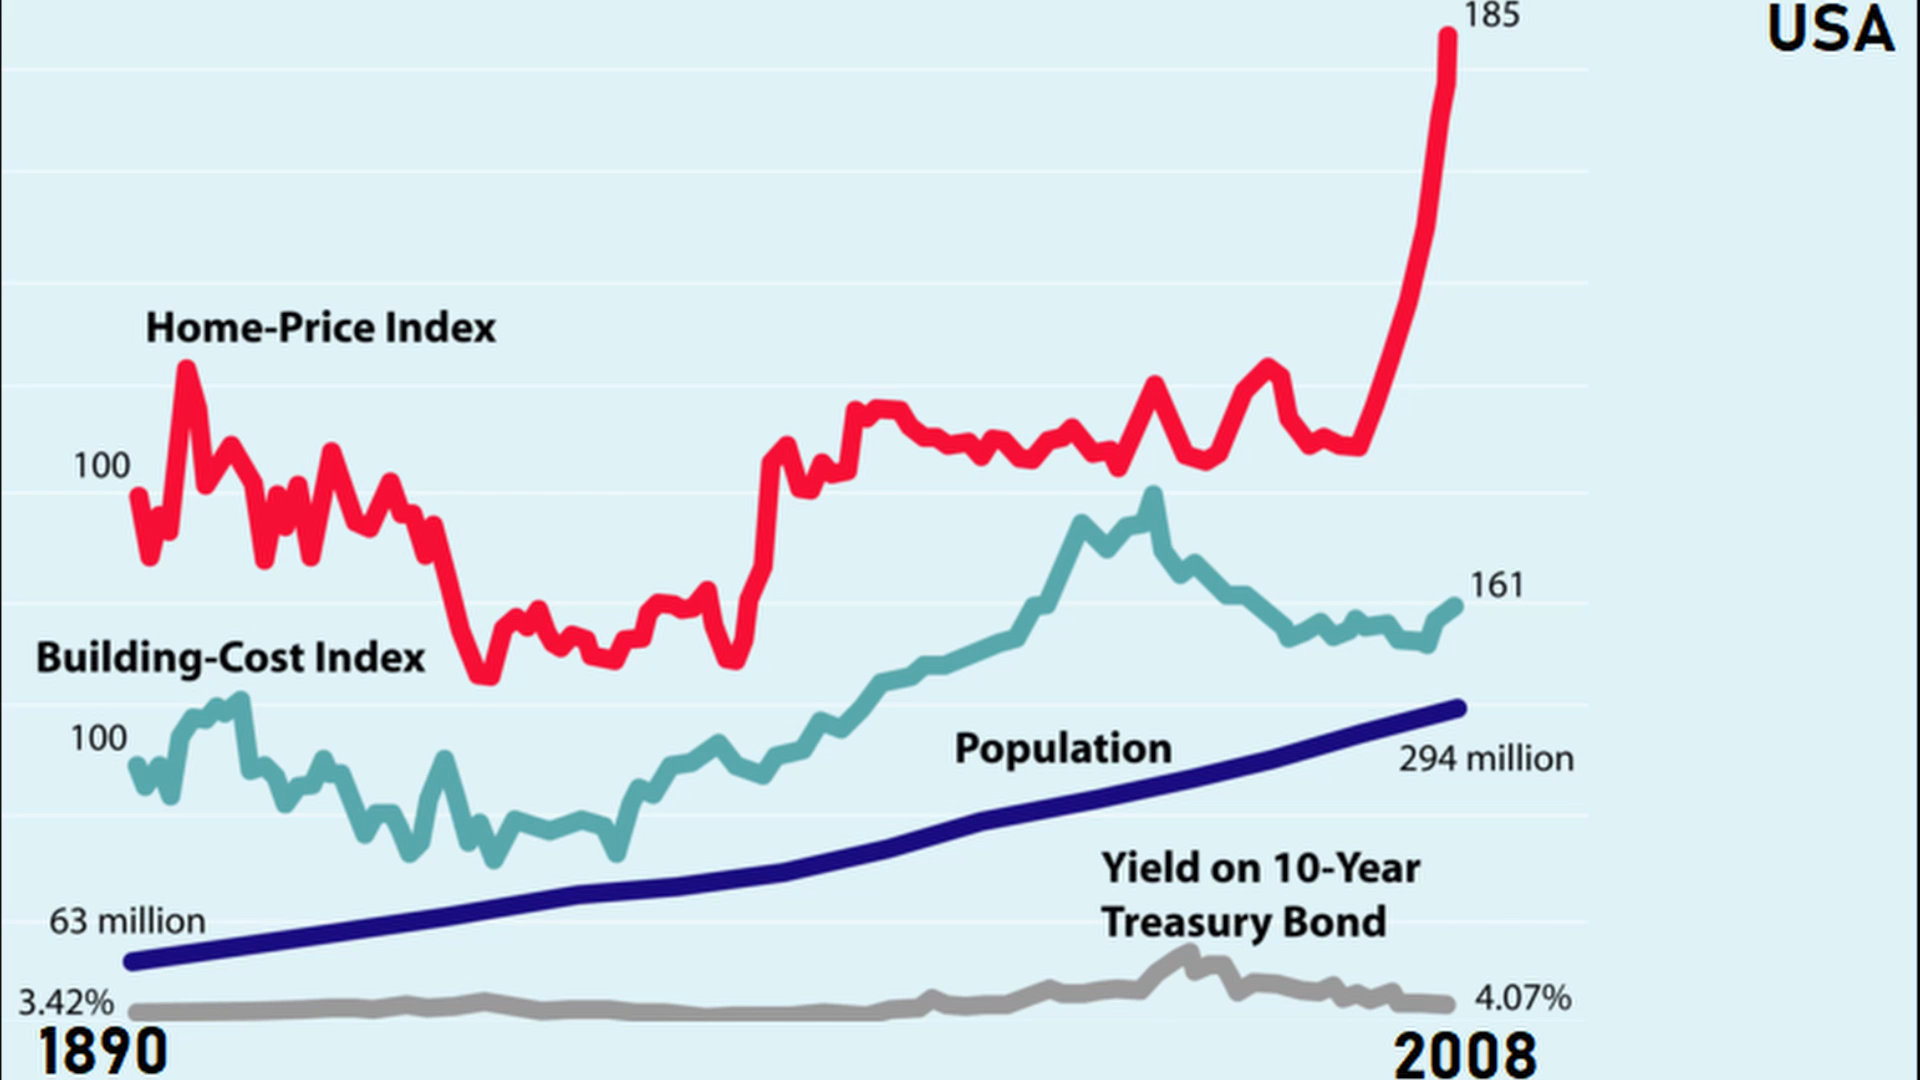 185
USA
Home-Price Index
100
161
Building-Cost Index
100
Population
294 million
Yield on 10-Year
Treasury Bond
63 million
3.42%
4.07%
1890
2008